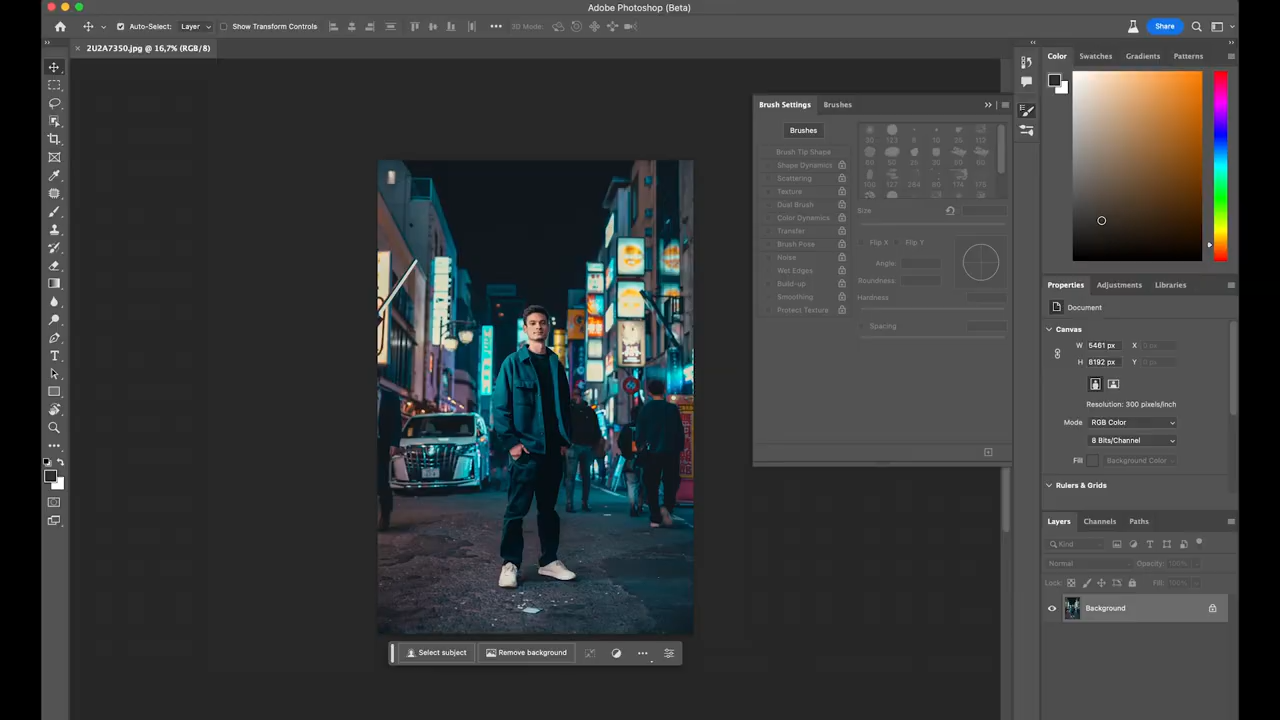 Adobe Photoshop (Beta)
Auto-Select: Layer Show Transform Controls 3D Mode: Share
2U2A7350.jpg @ 16,7% (RGB/8)
Color Swatches Gradients Patterns
Brush Settings Brushes
Brushes
Brush Tip Shape
Shape Dynamics
Scattering
Texture
Dual Brush
Color Dynamics
Transfer
Brush Pose
Noise
Wet Edges
Build-up
Smoothing
Protect Texture
Size
Flip X Flip Y
Angle:
Roundness:
Hardness
Spacing
Properties Adjustments Libraries
Document
Canvas
W 5461 px X 0 px
H 8192 px Y 0 px
Resolution: 300 pixels/inch
Mode RGB Color
8 Bits/Channel
Fill Background Color
Rulers & Grids
Layers Channels Paths
Kind
Normal Opacity: 100%
Lock: Fill: 100%
Background
Select subject Remove background